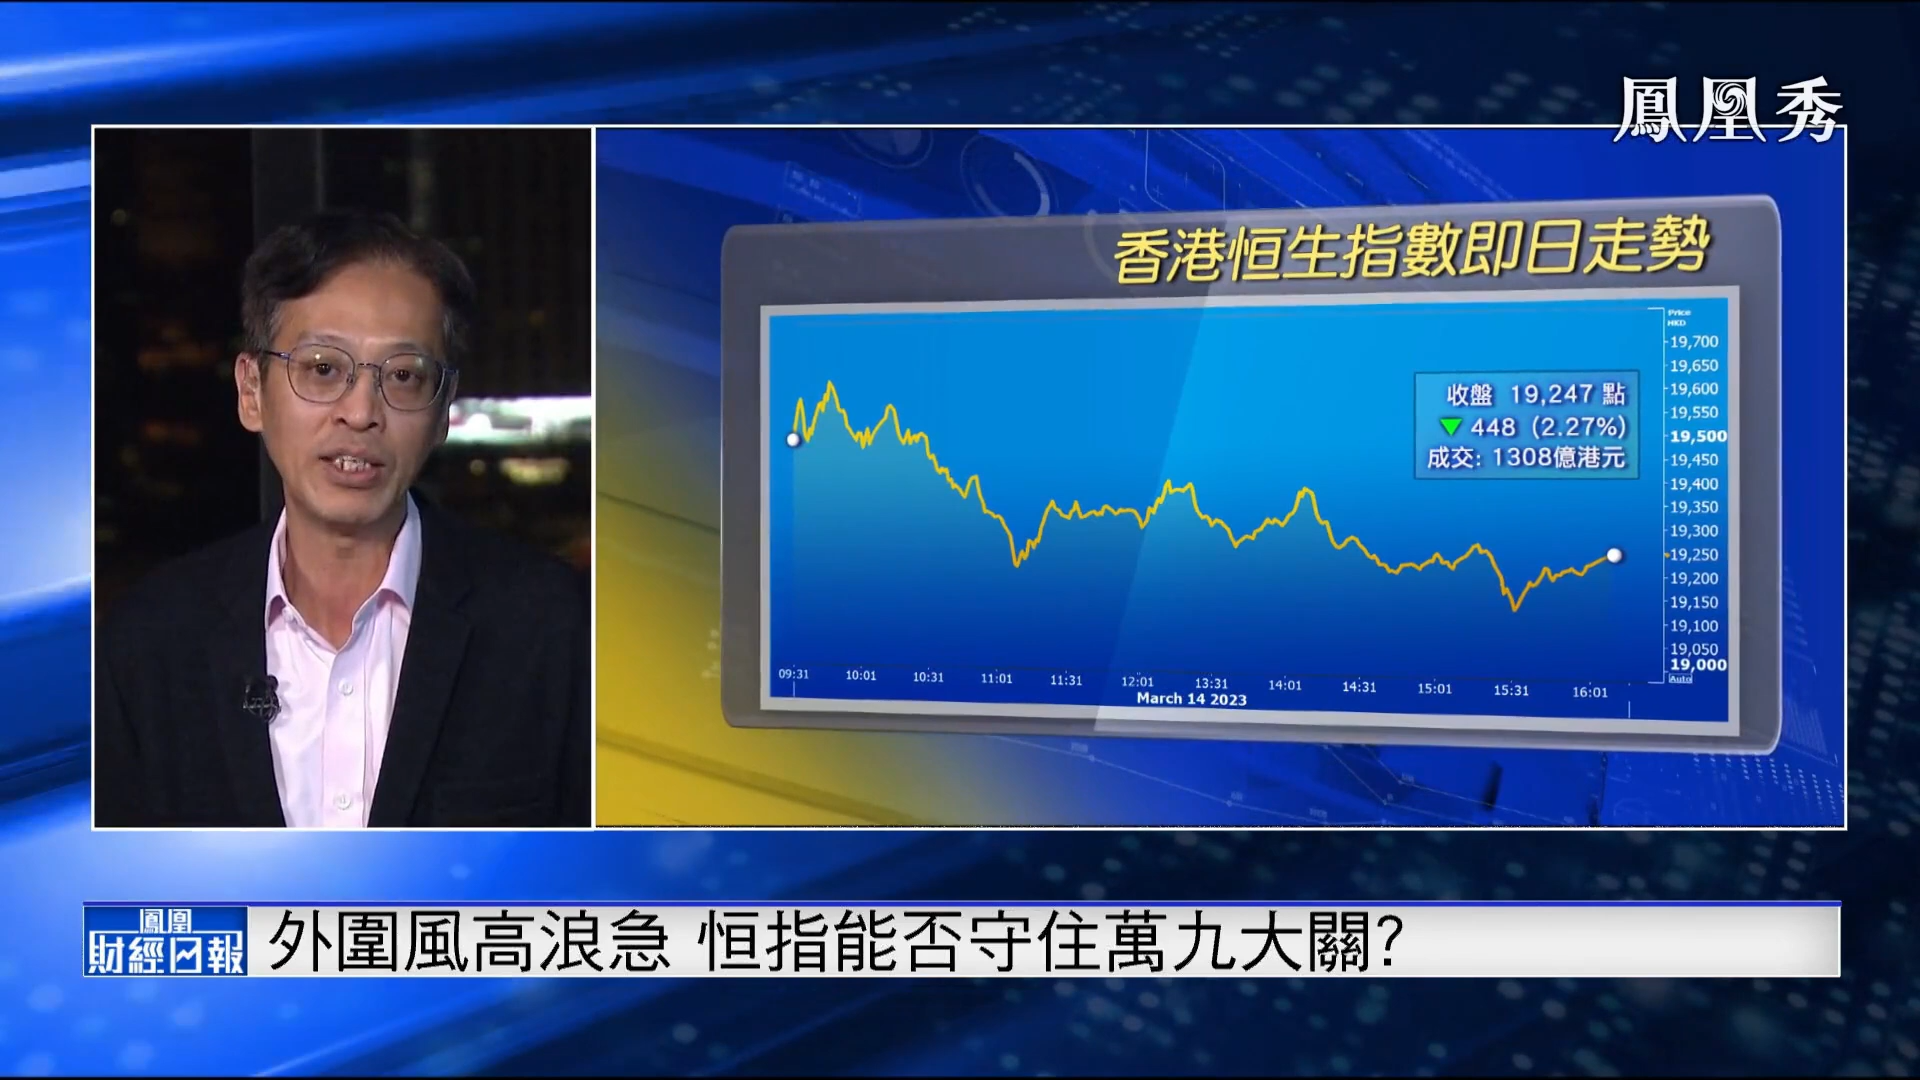 鳳凰秀
香港恒生指數即日走勢
Price
HKD
19,700
19,650
19,600
19,550
19,500
19,450
19,400
19,350
19,300
19,250
19,200
19,150
19,100
19,050
19,000
Auto
收盤 19,247 點
▼ 448 (2.27%)
成交: 1308億港元
09:31 10:01 10:31 11:01 11:31 12:01 13:31 14:01 14:31 15:01 15:31 16:01
March 14 2023
鳳凰
財經日報
外圍風高浪急 恒指能否守住萬九大關?